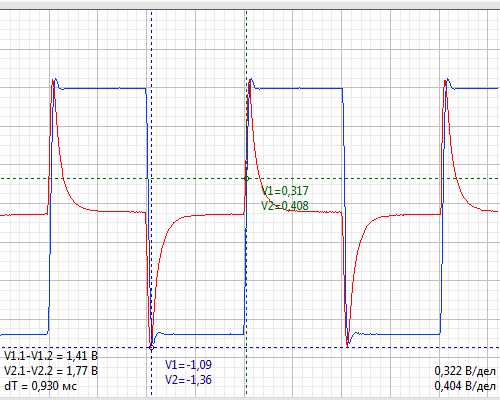 V1=0,317
V2=0,408
V1.1-V1.2 = 1,41 В
V2.1-V2.2 = 1,77 В
dT = 0,930 мс
V1=-1,09
V2=-1,36
0,322 В/дел
0,404 В/дел